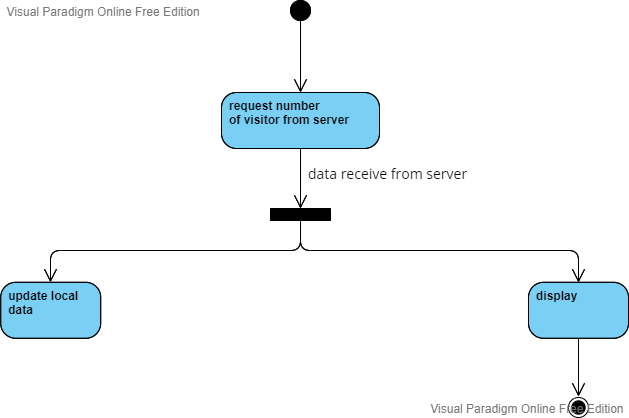 Visual Paradigm Online Free Edition
request number
of visitor from server
data receive from server
update local
data
display
Visual Paradigm Online Free Edition